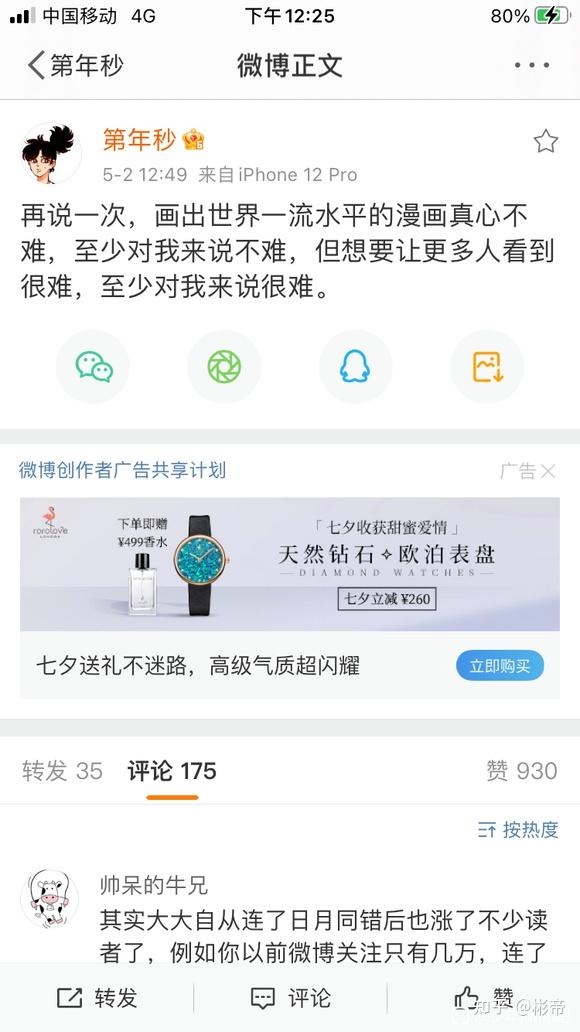 中国移动 4G 下午12:25 80%
第年秒 微博正文
第年秒
5-2 12:49 来自iPhone 12 Pro
再说一次，画出世界一流水平的漫画真心不
难，至少对我来说不难，但想要让更多人看到
很难，至少对我来说很难。
微博创作者广告共享计划 广告
rorolove
LONDON
下单即赠
¥499香水
「七夕收获甜蜜爱情」
天然钻石✧欧泊表盘
DIAMOND WATCHES
七夕立减 ¥260
七夕送礼不迷路，高级气质超闪耀 立即购买
转发 35 评论 175 赞 930
按热度
帅呆的牛兄
其实大大自从连了日月同错后也涨了不少读
者了，例如你以前微博关注只有几万，连了
转发 评论 赞
知乎 @彬帝